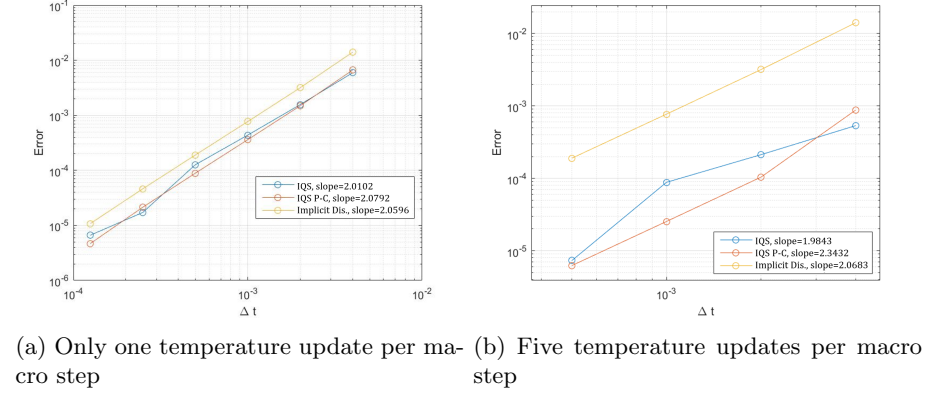 10^-1
10^-2
10^-3
10^-4
10^-5
10^-6
Error
10^-4
10^-3
10^-2
Δ t
IQS, slope=2.0102
IQS P-C, slope=2.0792
Implicit Dis., slope=2.0596
10^-2
10^-3
10^-4
10^-5
Error
10^-3
Δ t
IQS, slope=1.9843
IQS P-C, slope=2.3432
Implicit Dis., slope=2.0683
(a) Only one temperature update per ma-
cro step
(b) Five temperature updates per macro
step